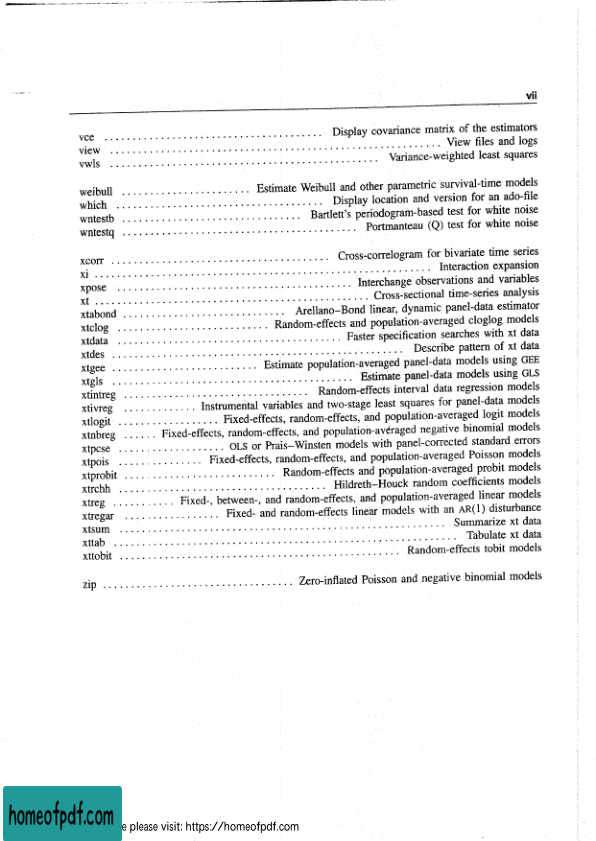 vii
vce ...................................... Display covariance matrix of the estimators
view ........................................................... View files and logs
vwls ................................................ Variance-weighted least squares
weibull ....................... Estimate Weibull and other parametric survival-time models
which ..................................... Display location and version for an ado-file
wntestb ................................ Bartlett's periodogram-based test for white noise
wntestq .......................................... Portmanteau (Q) test for white noise
xcorr ....................................... Cross-correlogram for bivariate time series
xi ............................................................ Interaction expansion
xpose .......................................... Interchange observations and variables
xt ................................................. Cross-sectional time-series analysis
xtabond ............................. Arellano–Bond linear, dynamic panel-data estimator
xtclog ........................... Random-effects and population-averaged cloglog models
xtdata ........................................ Faster specification searches with xt data
xtdes .................................................... Describe pattern of xt data
xtgee .......................... Estimate population-averaged panel-data models using GEE
xtgls ........................................... Estimate panel-data models using GLS
xtintreg .................................. Random-effects interval data regression models
xtivreg ............. Instrumental variables and two-stage least squares for panel-data models
xtlogit .................. Fixed-effects, random-effects, and population-averaged logit models
xtnbreg ...... Fixed-effects, random-effects, and population-averaged negative binomial models
xtpcse ................... OLS or Prais–Winsten models with panel-corrected standard errors
xtpois ............... Fixed-effects, random-effects, and population-averaged Poisson models
xtprobit ........................... Random-effects and population-averaged probit models
xtrchh ..................................... Hildreth–Houck random coefficients models
xtreg ........... Fixed-, between-, and random-effects, and population-averaged linear models
xtregar ................. Fixed- and random-effects linear models with an AR(1) disturbance
xtsum .......................................................... Summarize xt data
xttab ............................................................ Tabulate xt data
xttobit .................................................. Random-effects tobit models
zip .................................. Zero-inflated Poisson and negative binomial models
homeofpdf.com
e please visit: https://homeofpdf.com